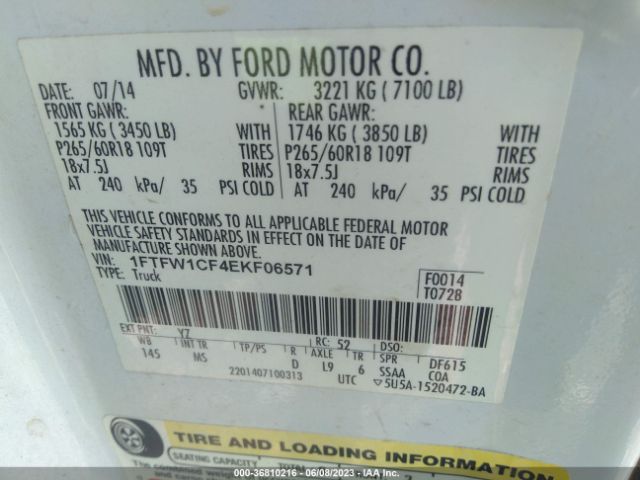 MFD. BY FORD MOTOR CO.
DATE: 07/14 GVWR: 3221 KG ( 7100 LB)
FRONT GAWR: REAR GAWR:
1565 KG ( 3450 LB) WITH 1746 KG ( 3850 LB) WITH
P265/60R18 109T TIRES P265/60R18 109T TIRES
18x7.5J RIMS 18x7.5J RIMS
AT 240 kPa/ 35 PSI COLD AT 240 kPa/ 35 PSI COLD
THIS VEHICLE CONFORMS TO ALL APPLICABLE FEDERAL MOTOR
VEHICLE SAFETY STANDARDS IN EFFECT ON THE DATE OF
MANUFACTURE SHOWN ABOVE.
VIN: 1FTFW1CF4EKF06571 F0014
TYPE: Truck T0728
EXT PNT: YZ RC: 52 DSO:
WB INT TR TP/PS R AXLE TR SPR DF615
145 MS D L9 6 SSAA COA
2201407100313 UTC ▽5U5A-1520472-BA
TIRE AND LOADING INFORMATION
SEATING CAPACITY TOTAL
The combined
000-36810216 - 06/08/2023 - IAA Inc.